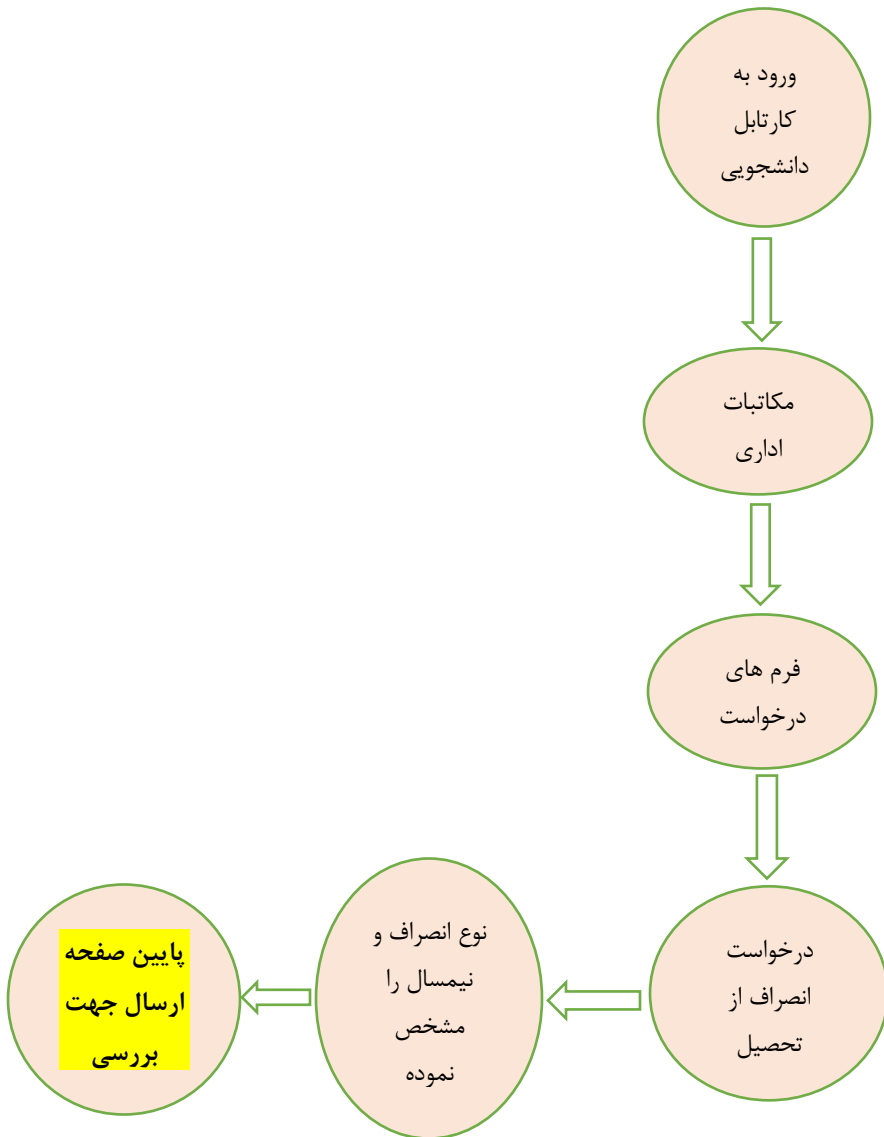 ورود به
کارتابل
دانشجویی
مکاتبات
اداری
فرم های
درخواست
درخواست
انصراف از
تحصیل
نوع انصراف و
نیمسال را
مشخص
نموده
پایین صفحه
ارسال جهت
بررسی